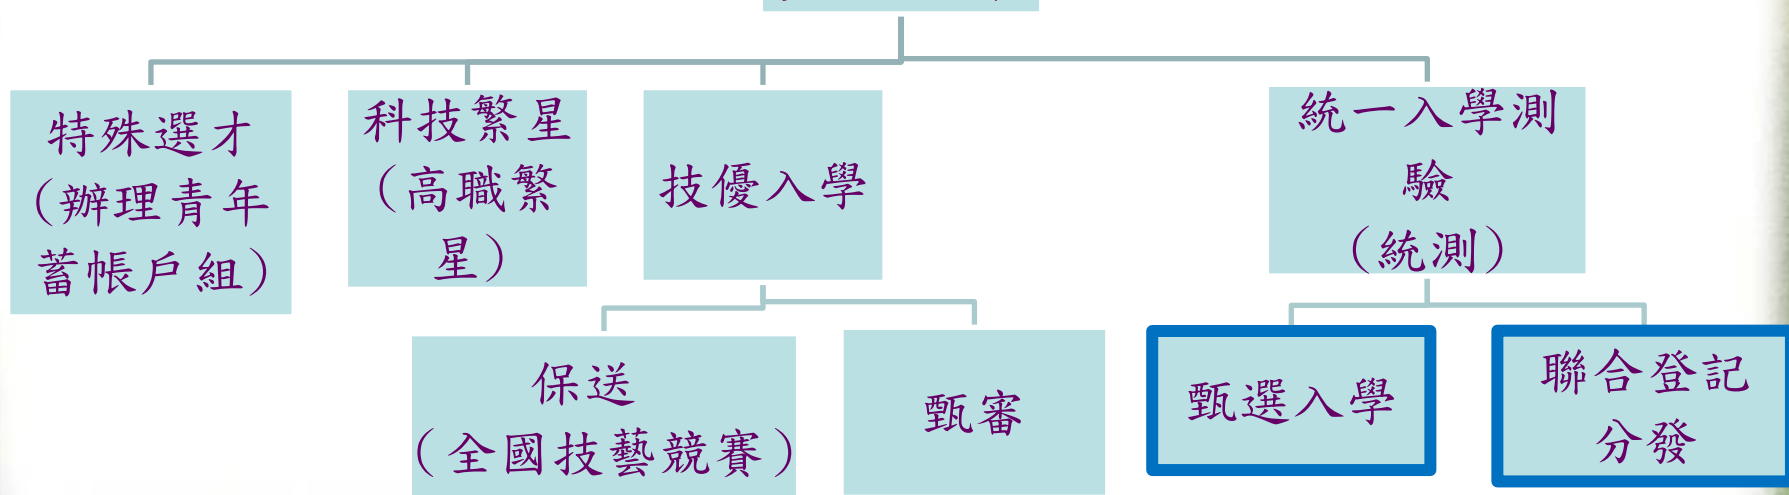 特殊選才
(辦理青年
蓄帳戶組)
科技繁星
(高職繁
星)
技優入學
統一入學測
驗
(統測)
保送
(全國技藝競賽)
甄審
甄選入學
聯合登記
分發